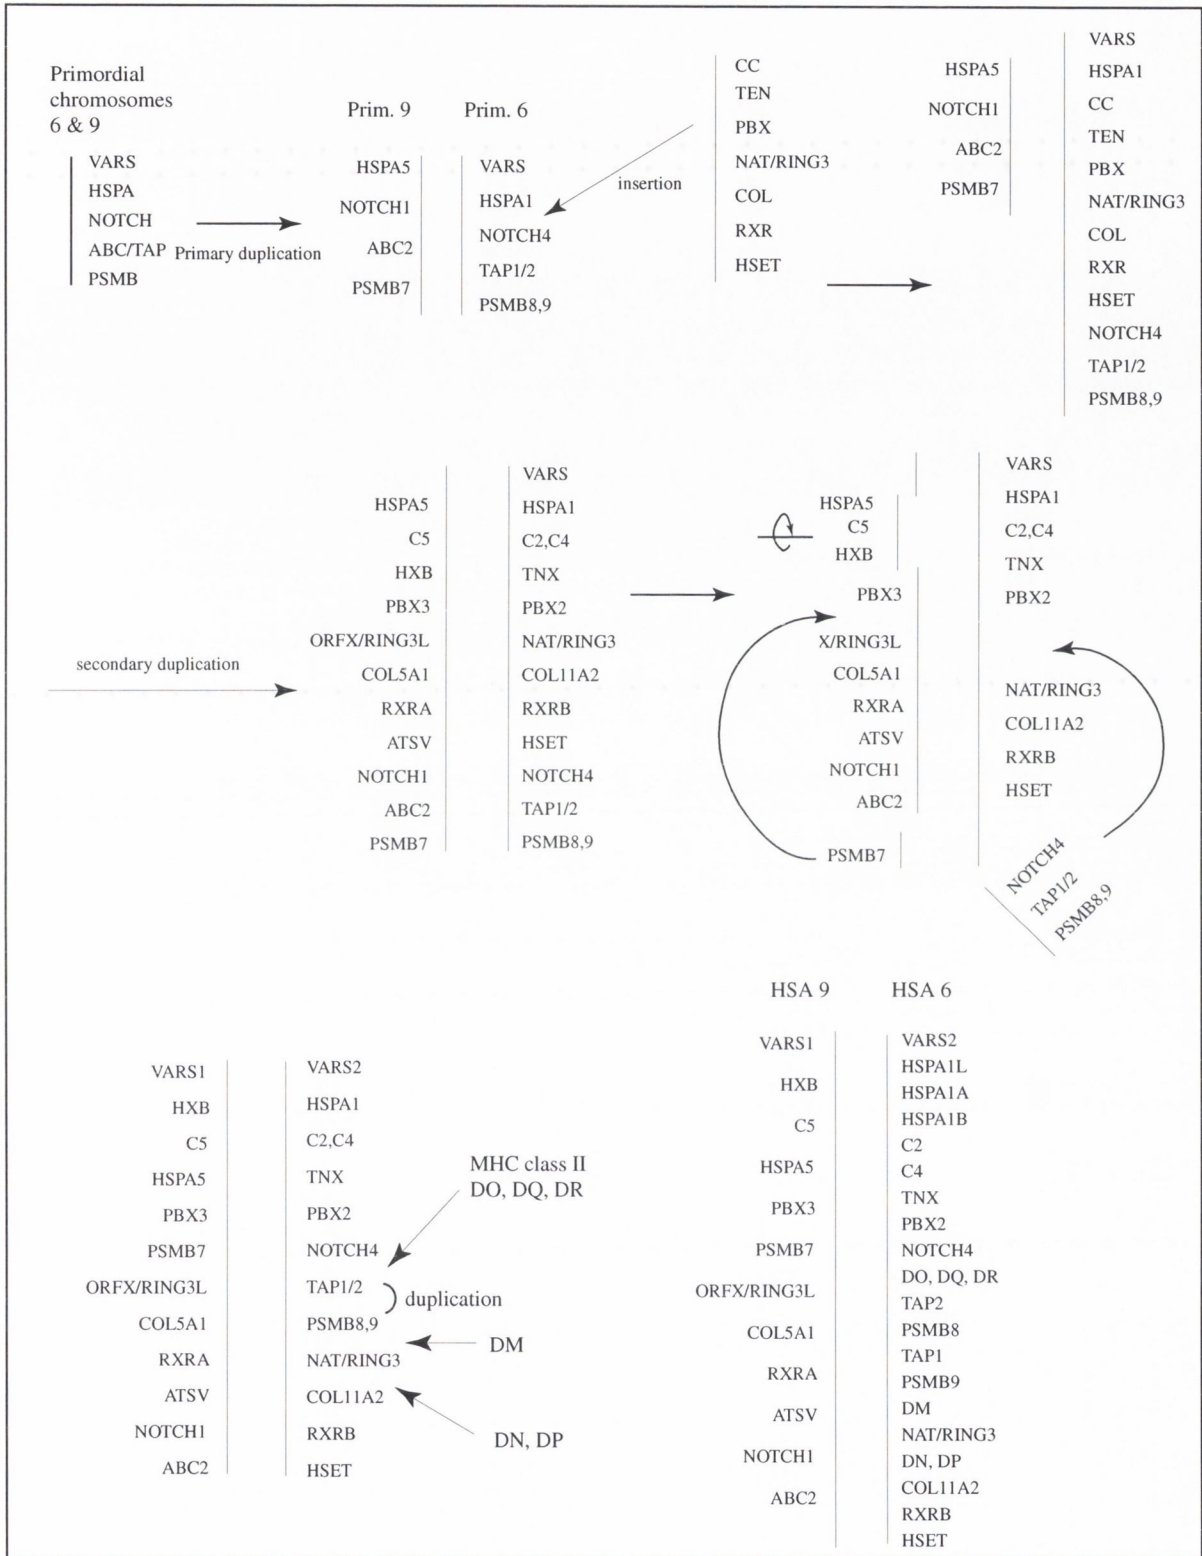 Primordial
chromosomes
6 & 9
VARS
HSPA
NOTCH
ABC/TAP
PSMB
Primary duplication
Prim. 9
HSPA5
NOTCH1
ABC2
PSMB7
Prim. 6
VARS
HSPA1
NOTCH4
TAP1/2
PSMB8,9
insertion
CC
TEN
PBX
NAT/RING3
COL
RXR
HSET
HSPA5
NOTCH1
ABC2
PSMB7
VARS
HSPA1
CC
TEN
PBX
NAT/RING3
COL
RXR
HSET
NOTCH4
TAP1/2
PSMB8,9
secondary duplication
HSPA5
C5
HXB
PBX3
ORFX/RING3L
COL5A1
RXRA
ATSV
NOTCH1
ABC2
PSMB7
VARS
HSPA1
C2,C4
TNX
PBX2
NAT/RING3
COL11A2
RXRB
HSET
NOTCH4
TAP1/2
PSMB8,9
HSPA5
C5
HXB
PBX3
X/RING3L
COL5A1
RXRA
ATSV
NOTCH1
ABC2
PSMB7
VARS
HSPA1
C2,C4
TNX
PBX2
NAT/RING3
COL11A2
RXRB
HSET
NOTCH4
TAP1/2
PSMB8,9
VARS1
HXB
C5
HSPA5
PBX3
PSMB7
ORFX/RING3L
COL5A1
RXRA
ATSV
NOTCH1
ABC2
VARS2
HSPA1
C2,C4
TNX
PBX2
NOTCH4
TAP1/2
PSMB8,9
NAT/RING3
COL11A2
RXRB
HSET
MHC class II
DO, DQ, DR
duplication
DM
DN, DP
HSA 9
VARS1
HXB
C5
HSPA5
PBX3
PSMB7
ORFX/RING3L
COL5A1
RXRA
ATSV
NOTCH1
ABC2
HSA 6
VARS2
HSPA1L
HSPA1A
HSPA1B
C2
C4
TNX
PBX2
NOTCH4
DO, DQ, DR
TAP2
PSMB8
TAP1
PSMB9
DM
NAT/RING3
DN, DP
COL11A2
RXRB
HSET